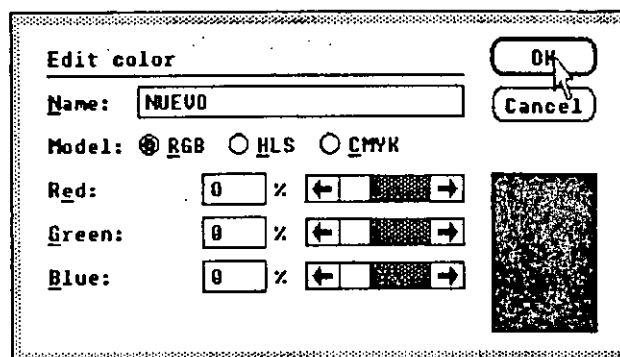 Edit color
OK
Name: NUEVO
Cancel
Model: RGB HLS CMYK
Red: 0 %
Green: 0 %
Blue: 0 %